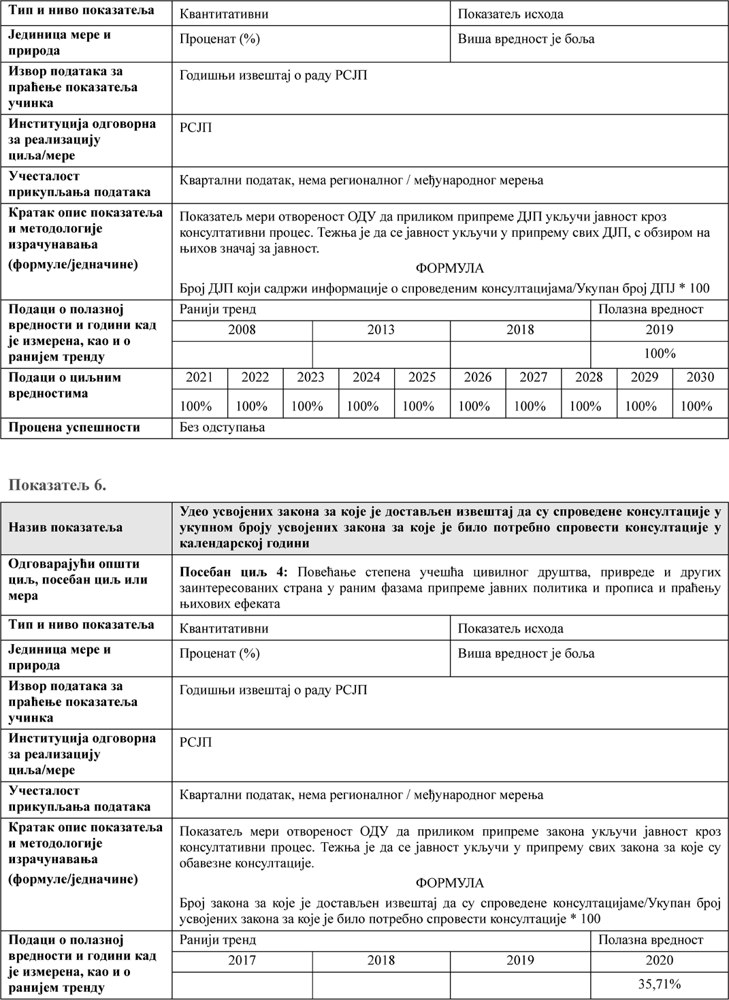 Тип и ниво показатеља
Квантитативни
Показатељ исхода
Јединица мере и
природа
Проценат (%)
Виша вредност је боља
Извор података за
праћење показатеља
учинка
Годишњи извештај о раду РСЈП
Институција одговорна
за реализацију
циља/мере
РСЈП
Учесталост
прикупљања података
Квартални податак, нема регионалног / међународног мерења
Кратак опис показатеља
и методологије
израчунавања
(формуле/једначине)
Показатељ мери отвореност ОДУ да приликом припреме ДЈП укључи јавност кроз
консултативни процес. Тежња је да се јавност укључи у припрему свих ДЈП, с обзиром на
њихов значај за јавност.
ФОРМУЛА
Број ДЈП који садржи информације о спроведеним консултацијама/Укупан број ДПЈ * 100
Подаци о полазној
вредности и години кад
је измерена, као и о
ранијем тренду
Ранији тренд
Полазна вредност
2008 2013 2018 2019
100%
Подаци о циљним
вредностима
2021 2022 2023 2024 2025 2026 2027 2028 2029 2030
100% 100% 100% 100% 100% 100% 100% 100% 100% 100%
Процена успешности
Без одступања
Показатељ 6.
Назив показатеља
Удео усвојених закона за које је достављен извештај да су спроведене консултације у
укупном броју усвојених закона за које је било потребно спровести консултације у
календарској години
Одговарајући општи
циљ, посебан циљ или
мера
Посебан циљ 4: Повећање степена учешћа цивилног друштва, привреде и других
заинтересованих страна у раним фазама припреме јавних политика и прописа и праћењу
њихових ефеката
Тип и ниво показатеља
Квантитативни
Показатељ исхода
Јединица мере и
природа
Проценат (%)
Виша вредност је боља
Извор података за
праћење показатеља
учинка
Годишњи извештај о раду РСЈП
Институција одговорна
за реализацију
циља/мере
РСЈП
Учесталост
прикупљања података
Квартални податак, нема регионалног / међународног мерења
Кратак опис показатеља
и методологије
израчунавања
(формуле/једначине)
Показатељ мери отвореност ОДУ да приликом припреме закона укључи јавност кроз
консултативни процес. Тежња је да се јавност укључи у припрему свих закона за које су
обавезне консултације.
ФОРМУЛА
Број закона за које је достављен извештај да су спроведене консултацијаме/Укупан број
усвојених закона за које је било потребно спровести консултације * 100
Подаци о полазној
вредности и години кад
је измерена, као и о
ранијем тренду
Ранији тренд
Полазна вредност
2017 2018 2019 2020
35,71%